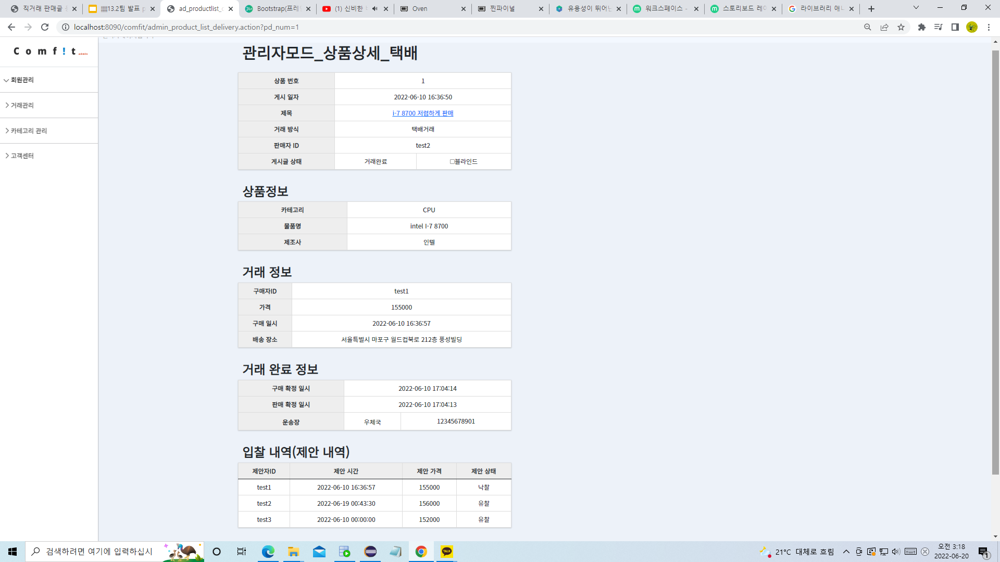 직거래 판매글
13.2팀 발표
ad_productlist_
Bootstrap(프레
(1) 신비한
Oven
찐파이널
유용성이 뛰어난
워크스페이스 -
스토리보드 레이
라이브러리 애니
localhost:8090/comfit/admin_product_list_delivery.action?pd_num=1
Comf!t admin
회원관리
거래관리
카테고리 관리
고객센터
관리자모드_상품상세_택배
상품 번호 1
게시 일자 2022-06-10 16:36:50
제목 i-7 8700 저렴하게 판매
거래 방식 택배거래
판매자 ID test2
게시글 상태 거래완료 블라인드
상품정보
카테고리 CPU
물품명 intel I-7 8700
제조사 인텔
거래 정보
구매자ID test1
가격 155000
구매 일시 2022-06-10 16:36:57
배송 장소 서울특벌시 마포구 월드컵북로 212층 풍성빌딩
거래 완료 정보
구매 확정 일시 2022-06-10 17:04:14
판매 확정 일시 2022-06-10 17:04:13
운송장 우체국 12345678901
입찰 내역(제안 내역)
제안자ID 제안 시간 제안 가격 제안 상태
test1 2022-06-10 16:36:57 155000 낙찰
test2 2022-06-19 00:43:30 156000 유찰
test3 2022-06-10 00:00:00 152000 유찰
검색하려면 여기에 입력하십시
TALK
21°C 대체로 흐림
오전 3:18
2022-06-20
1